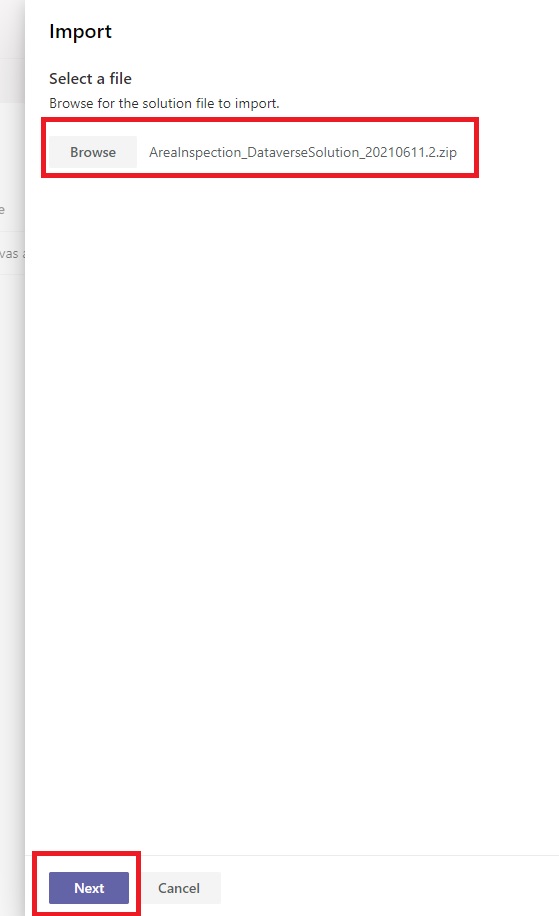 Import
Select a file
Browse for the solution file to import.
Browse AreaInspection_DataverseSolution_20210611.2.zip
e
vas a
Next Cancel